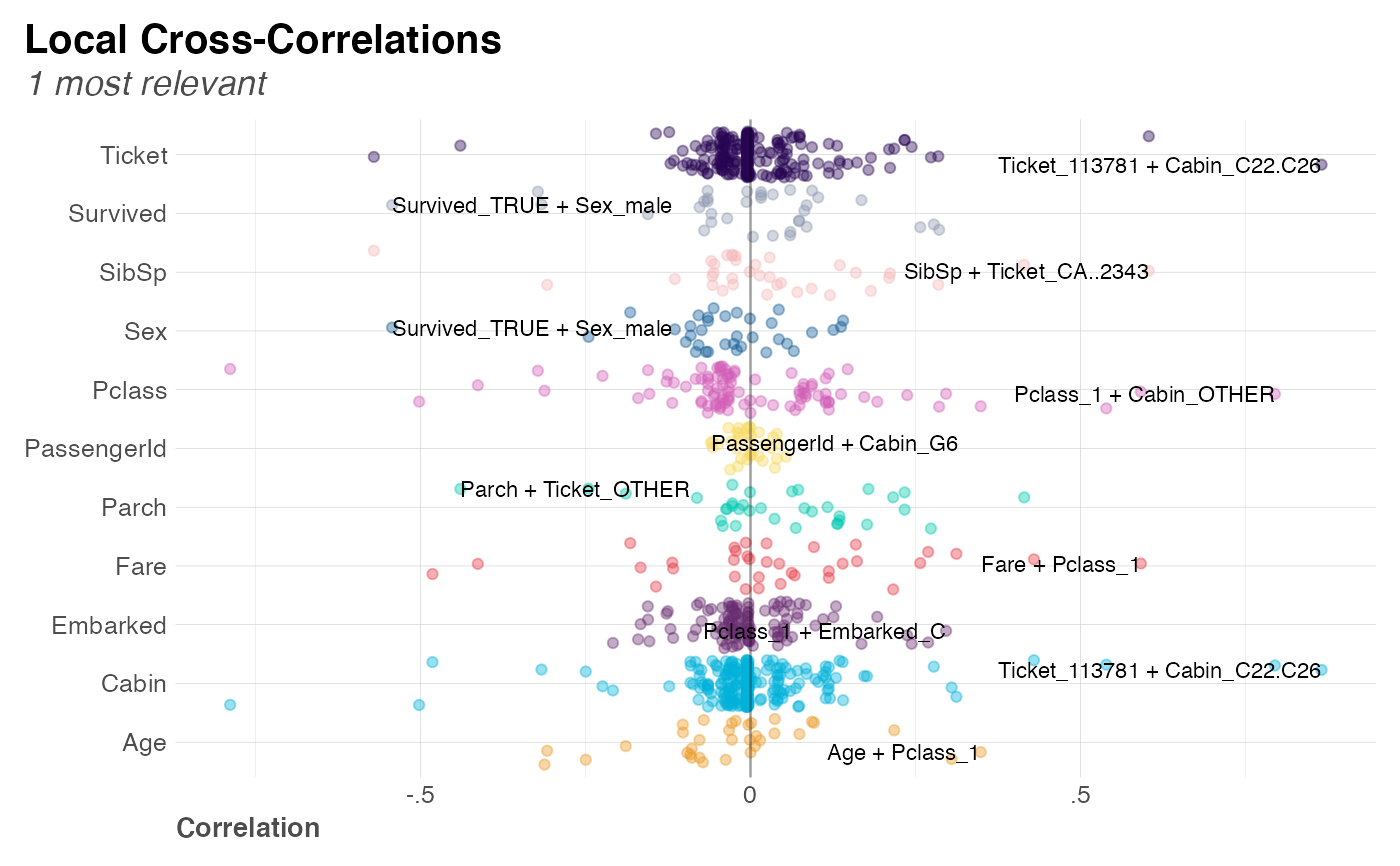 Local Cross-Correlations
1 most relevant
Ticket
Ticket_113781 + Cabin_C22.C26
Survived
Survived_TRUE + Sex_male
SibSp
SibSp + Ticket_CA..2343
Sex
Survived_TRUE + Sex_male
Pclass
Pclass_1 + Cabin_OTHER
PassengerId
PassengerId + Cabin_G6
Parch
Parch + Ticket_OTHER
Fare
Fare + Pclass_1
Embarked
Pclass_1 + Embarked_C
Cabin
Ticket_113781 + Cabin_C22.C26
Age
Age + Pclass_1
-.5 0 .5
Correlation